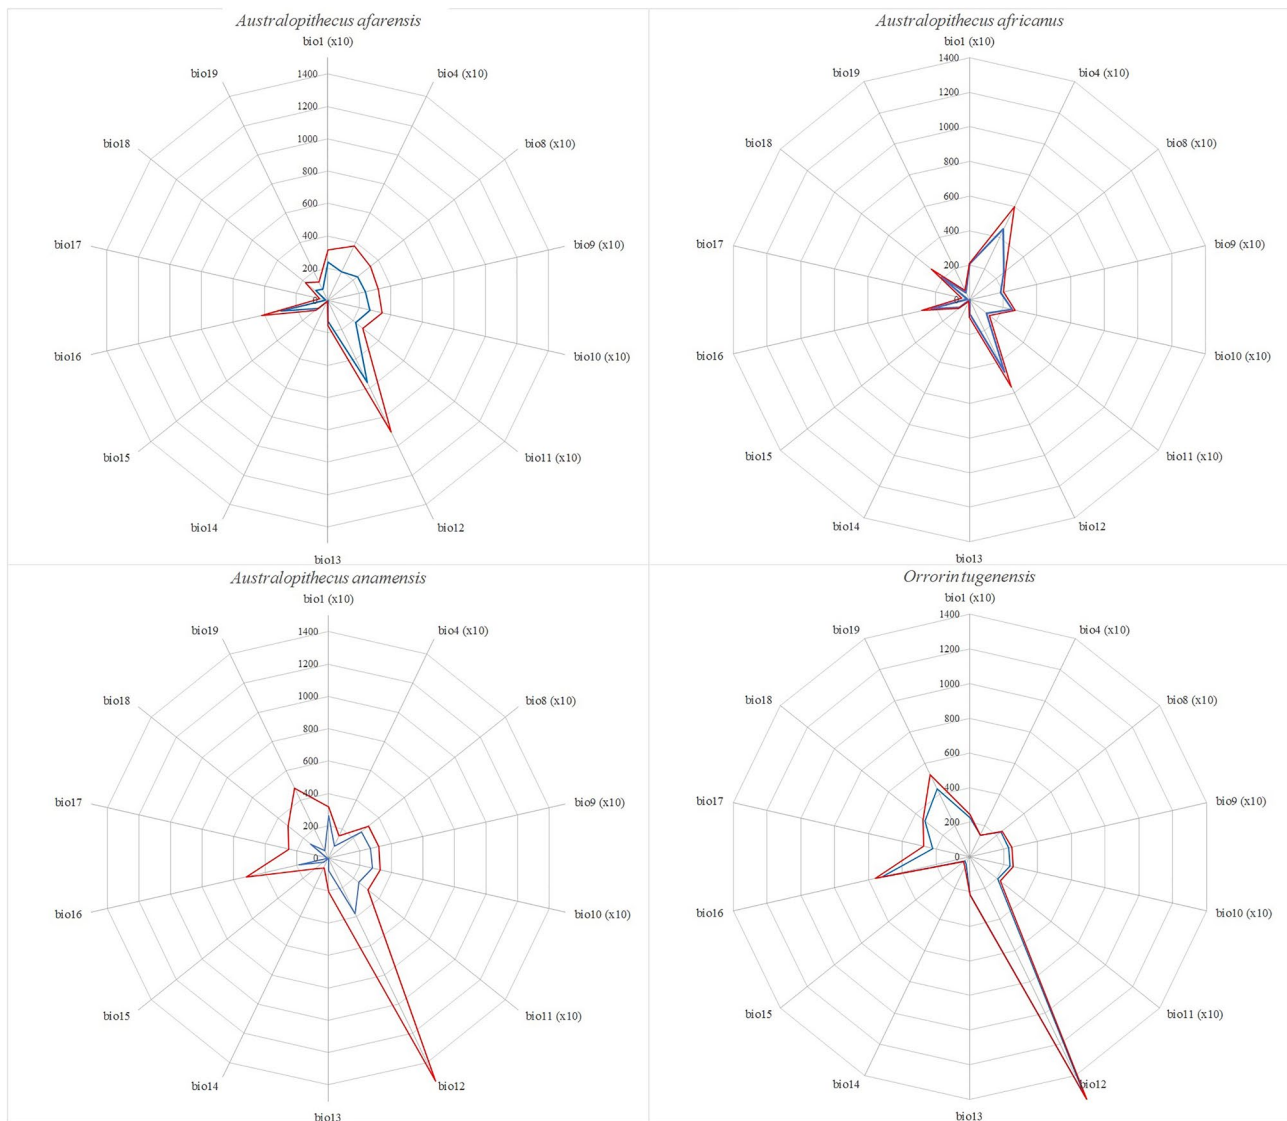 Australopithecus afarensis
bio1 (x10)
bio19
bio4 (x10)
bio18
bio8 (x10)
bio17
bio9 (x10)
bio16
bio10 (x10)
bio15
bio11 (x10)
bio14
bio12
bio13
1400
1200
1000
800
600
400
200
0
Australopithecus africanus
bio1 (x10)
bio19
bio4 (x10)
bio18
bio8 (x10)
bio17
bio9 (x10)
bio16
bio10 (x10)
bio15
bio11 (x10)
bio14
bio12
bio13
1400
1200
1000
800
600
400
200
0
Australopithecus anamensis
bio1 (x10)
bio19
bio4 (x10)
bio18
bio8 (x10)
bio17
bio9 (x10)
bio16
bio10 (x10)
bio15
bio11 (x10)
bio14
bio12
bio13
1400
1200
1000
800
600
400
200
0
Orrorin tugenensis
bio1 (x10)
bio19
bio4 (x10)
bio18
bio8 (x10)
bio17
bio9 (x10)
bio16
bio10 (x10)
bio15
bio11 (x10)
bio14
bio12
bio13
1400
1200
1000
800
600
400
200
0